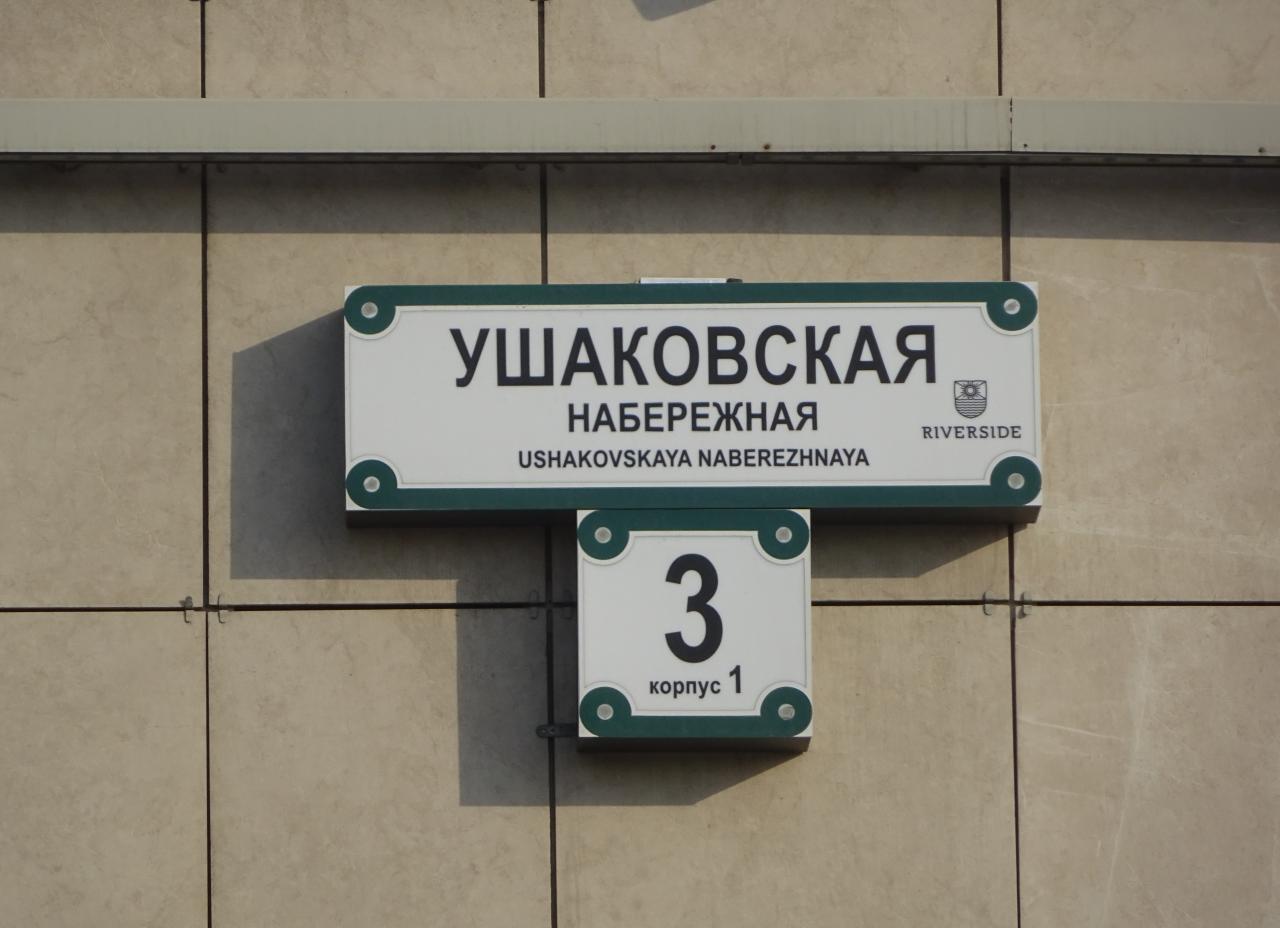 УШАКОВСКАЯ
НАБЕРЕЖНАЯ
USHAKOVSKAYA NABEREZHNAYA
RIVERSIDE
3
корпус 1